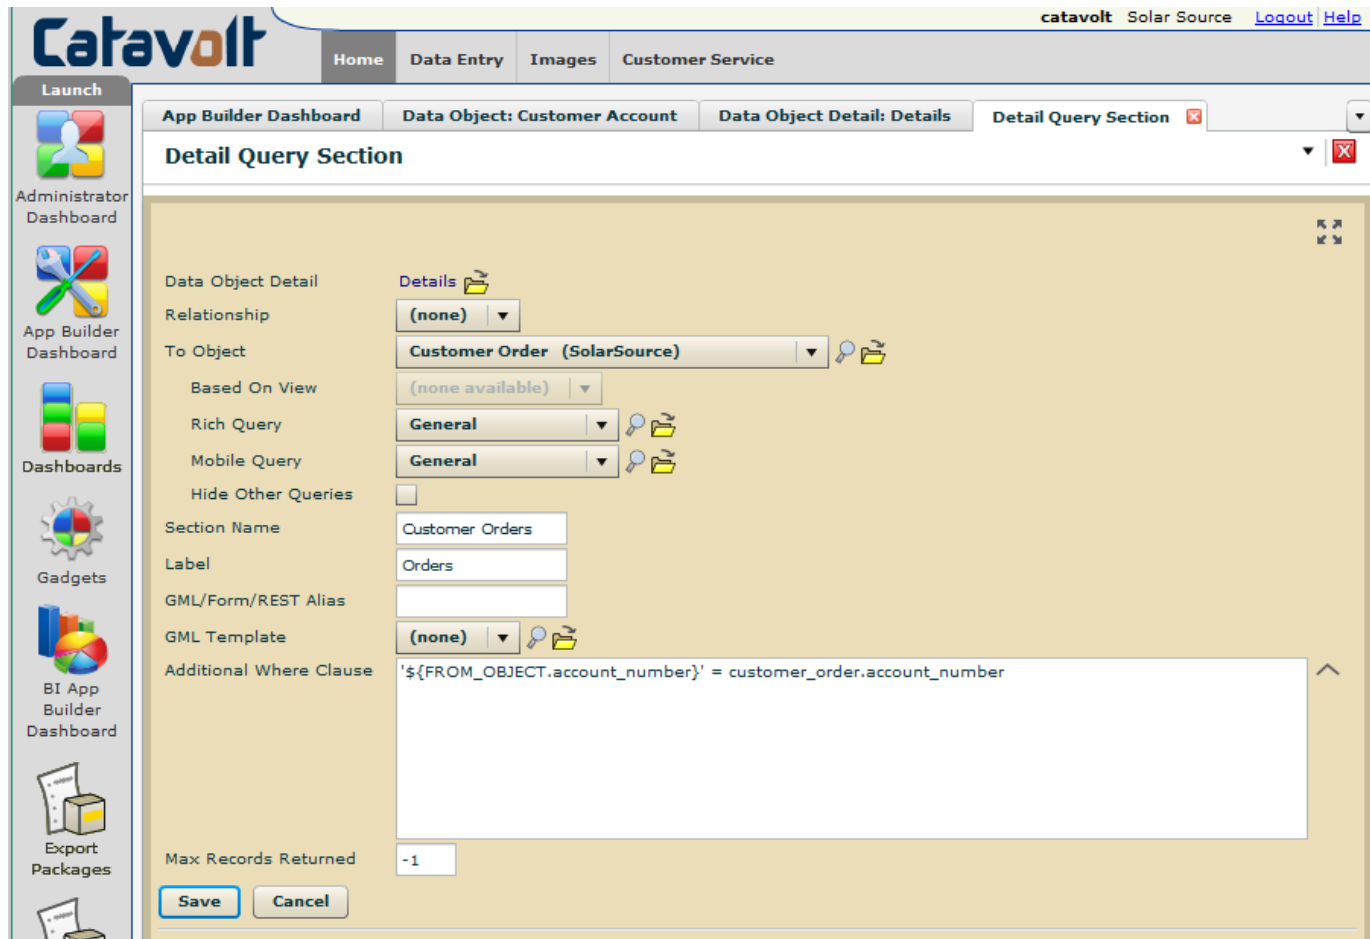 catavolt Solar Source Logout Help
Catavolt
Home Data Entry Images Customer Service
Launch
App Builder Dashboard Data Object: Customer Account Data Object Detail: Details Detail Query Section
Detail Query Section
Administrator
Dashboard
App Builder
Dashboard
Dashboards
Gadgets
BI App
Builder
Dashboard
Export
Packages
Data Object Detail Details
Relationship (none)
To Object Customer Order (SolarSource)
Based On View (none available)
Rich Query General
Mobile Query General
Hide Other Queries
Section Name Customer Orders
Label Orders
GML/Form/REST Alias
GML Template (none)
Additional Where Clause '${FROM_OBJECT.account_number}' = customer_order.account_number
Max Records Returned -1
Save Cancel